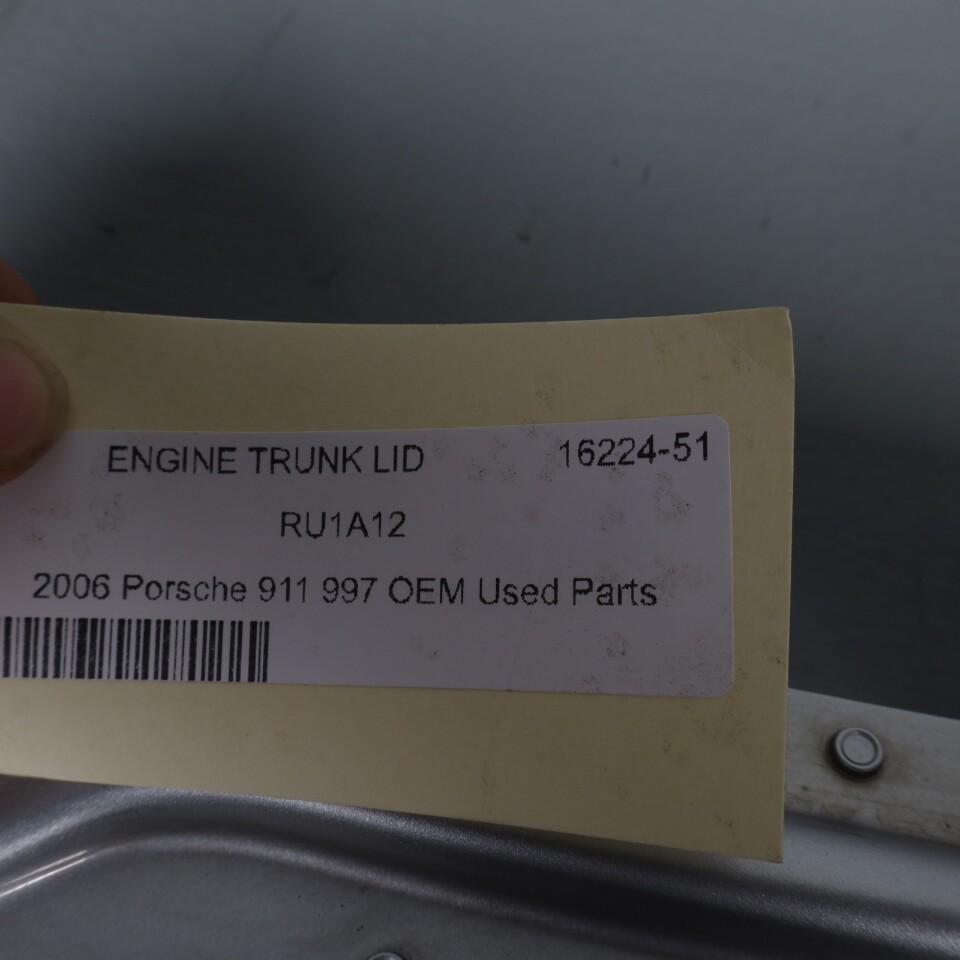 ENGINE TRUNK LID 16224-51
RU1A12
2006 Porsche 911 997 OEM Used Parts